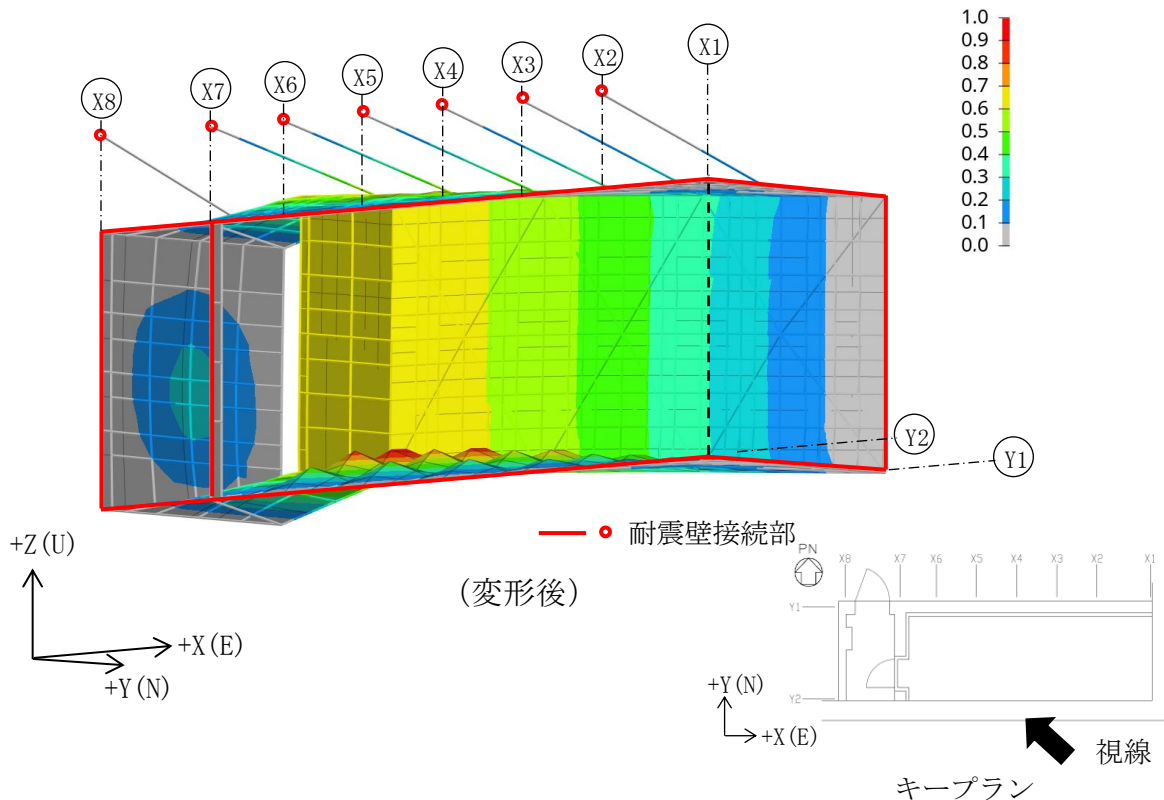 X8
X7
X6
X5
X4
X3
X2
X1
1.0
0.9
0.8
0.7
0.6
0.5
0.4
0.3
0.2
0.1
0.0
Y2
Y1
耐震壁接続部
(変形後)
+Z(U)
+X(E)
+Y(N)
PN
X8 X7 X6 X5 X4 X3 X2 X1
Y1
Y2
+Y(N)
+X(E)
視線
キープラン